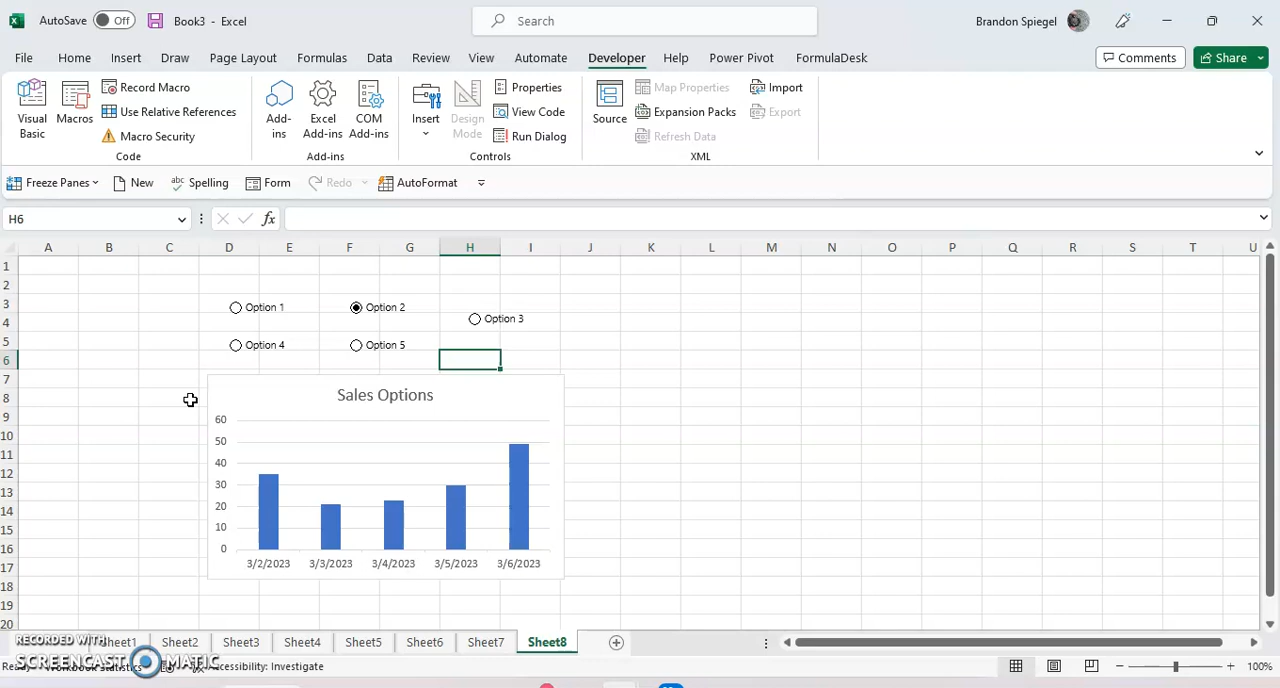 AutoSave Off Book3 - Excel Search Brandon Spiegel
File Home Insert Draw Page Layout Formulas Data Review View Automate Developer Help Power Pivot FormulaDesk Comments Share
Visual Basic
Record Macro
Use Relative References
Macro Security
Code
Add-ins
Excel Add-ins
COM Add-ins
Add-ins
Insert
Design Mode
Properties
View Code
Run Dialog
Controls
Source
Map Properties
Expansion Packs
Refresh Data
Import
Export
XML
Freeze Panes New abc Spelling Form Redo AutoFormat
H6 fx
A B C D E F G H I J K L M N O P Q R S T U
1
2
3
4
5
6
7
8
9
10
11
12
13
14
15
16
17
18
19
20
Option 1 Option 2
Option 3
Option 4 Option 5
Sales Options
60
50
40
30
20
10
0
3/2/2023 3/3/2023 3/4/2023 3/5/2023 3/6/2023
Sheet2 Sheet3 Sheet4 Sheet5 Sheet6 Sheet7 Sheet8
RECORDED WITH
SCREENCAST MATIC
Accessibility: Investigate 100%